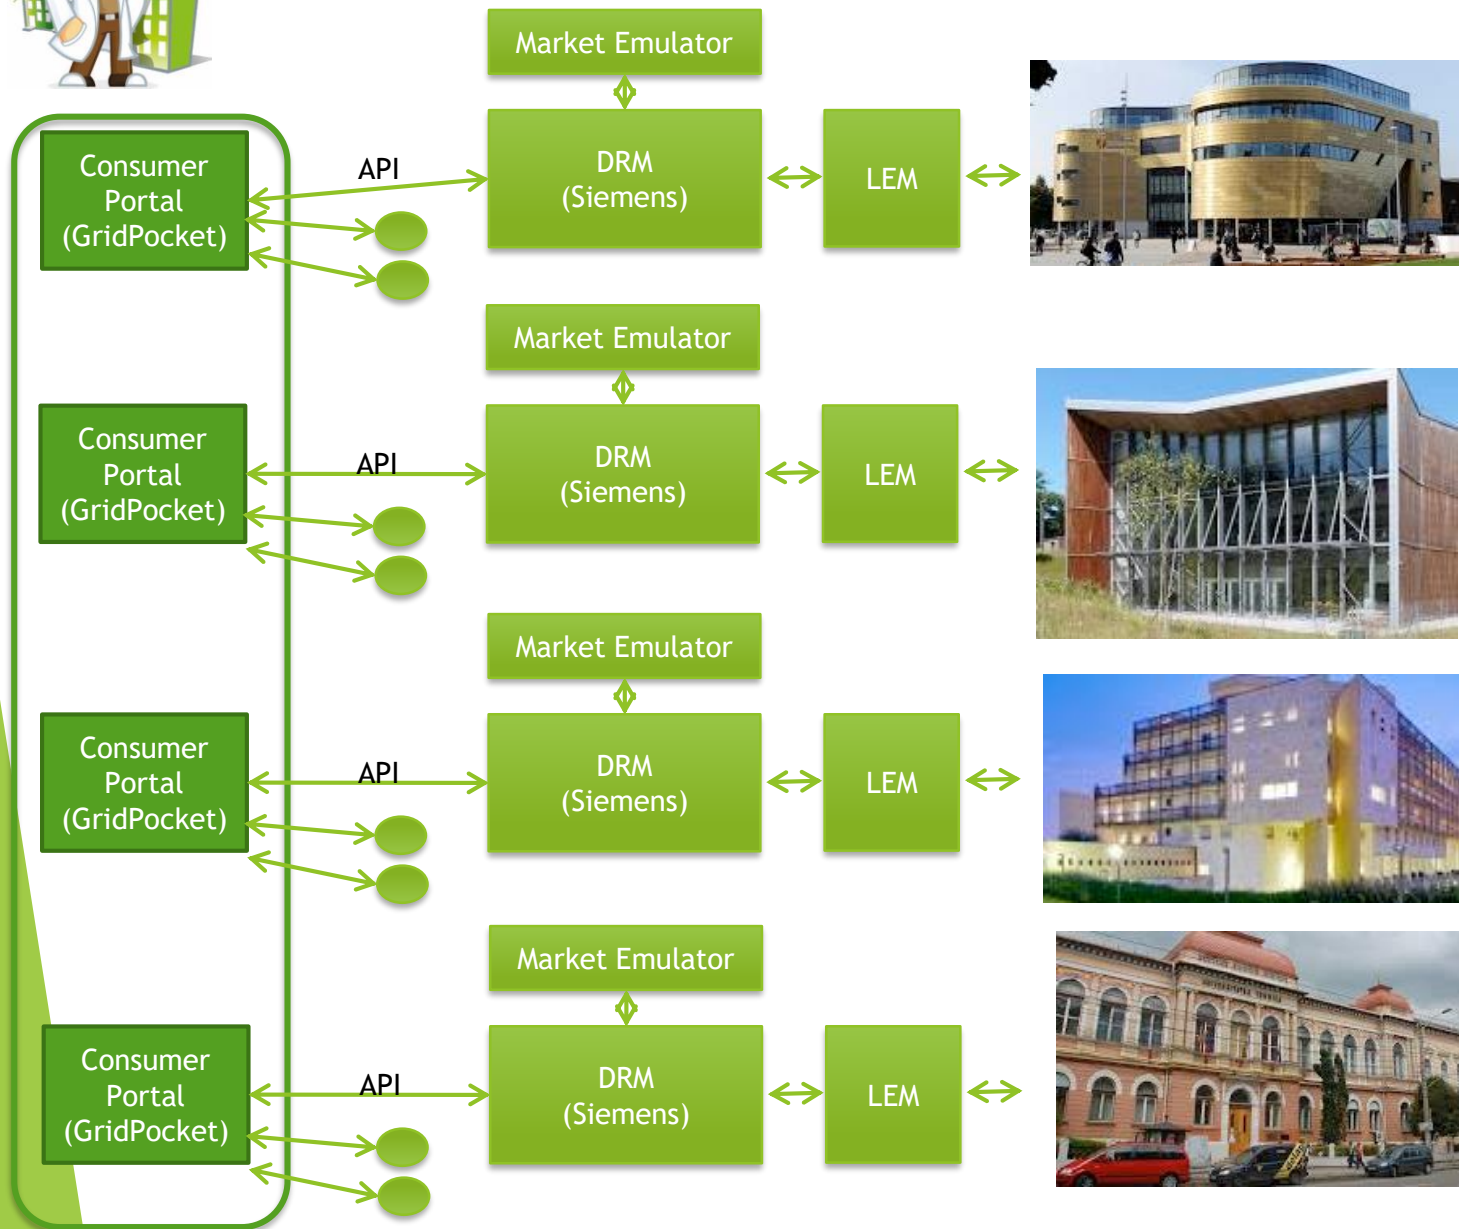 Market Emulator
Consumer
Portal
(GridPocket)
API
DRM
(Siemens)
LEM
Market Emulator
Consumer
Portal
(GridPocket)
API
DRM
(Siemens)
LEM
Market Emulator
Consumer
Portal
(GridPocket)
API
DRM
(Siemens)
LEM
Market Emulator
Consumer
Portal
(GridPocket)
API
DRM
(Siemens)
LEM